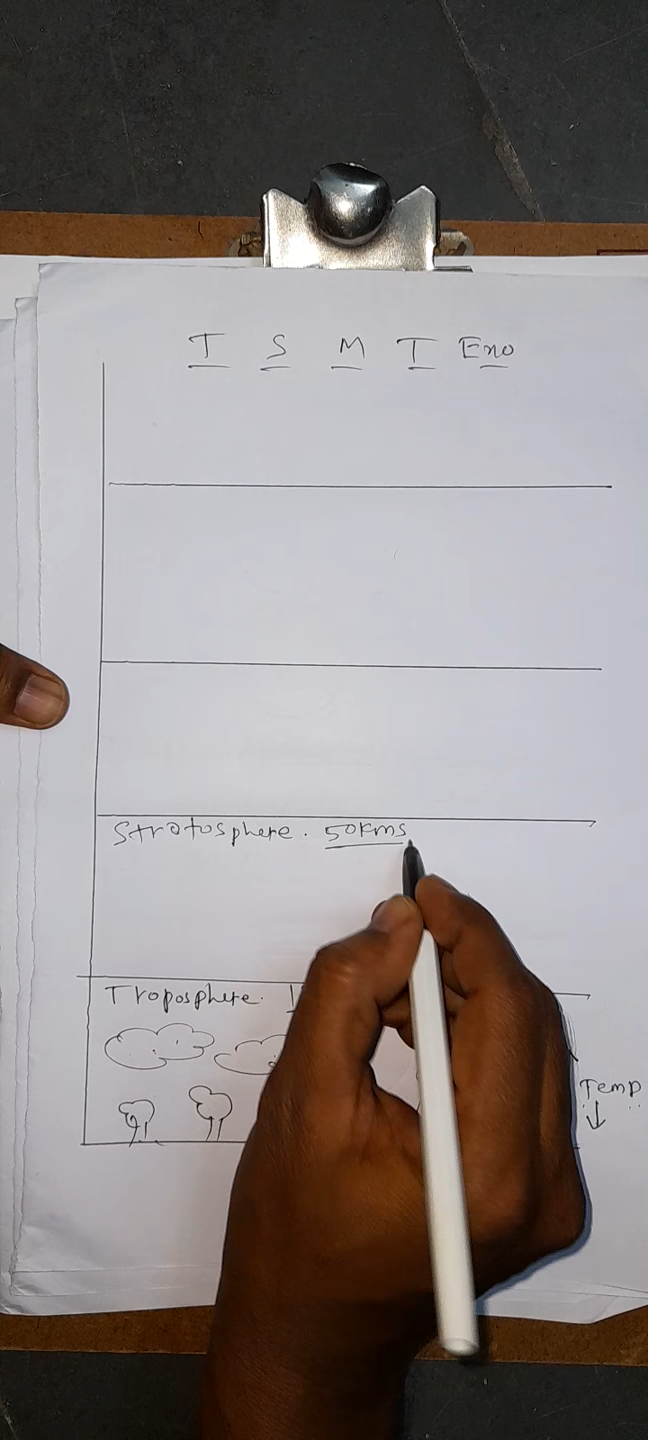 T S M T Exo
Stratosphere. 50Kms
Troposphere.
Temp